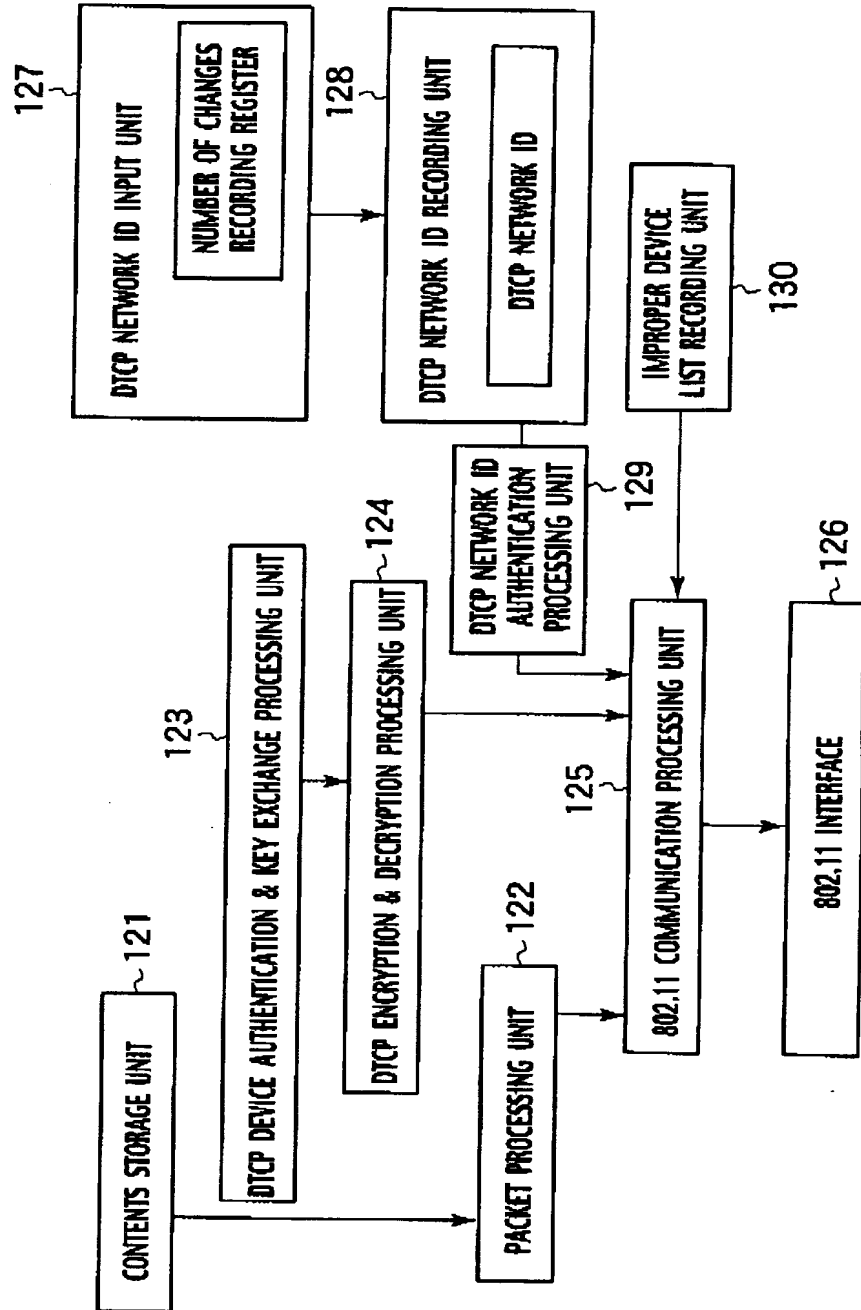 121
CONTENTS STORAGE UNIT
123
DTCP DEVICE AUTHENTICATION & KEY EXCHANGE PROCESSING UNIT
124
DTCP ENCRYPTION & DECRYPTION PROCESSING UNIT
122
PACKET PROCESSING UNIT
127
DTCP NETWORK ID INPUT UNIT
NUMBER OF CHANGES
RECORDING REGISTER
128
DTCP NETWORK ID RECORDING UNIT
DTCP NETWORK ID
DTCP NETWORK ID
AUTHENTICATION
PROCESSING UNIT
129
IMPROPER DEVICE
LIST RECORDING UNIT
130
125
802.11 COMMUNICATION PROCESSING UNIT
126
802.11 INTERFACE